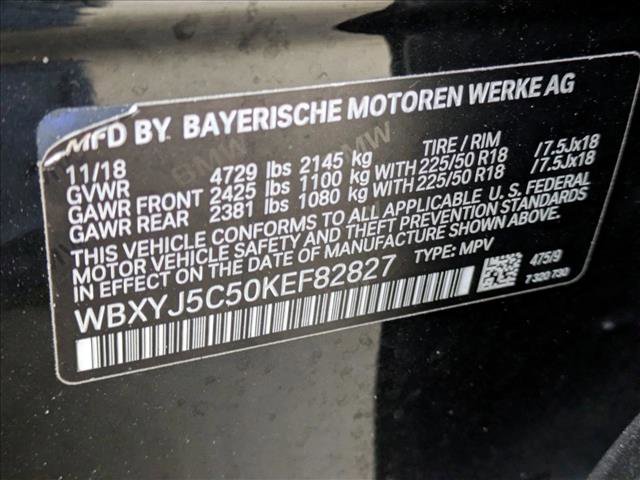 MFD BY BAYERISCHE MOTOREN WERKE AG
11/18 TIRE / RIM
GVWR 4729 lbs 2145 kg
GAWR FRONT 2425 lbs 1100 kg WITH 225/50 R18 /7.5Jx18
GAWR REAR 2381 lbs 1080 kg WITH 225/50 R18 /7.5Jx18
THIS VEHICLE CONFORMS TO ALL APPLICABLE U. S. FEDERAL
MOTOR VEHICLE SAFETY AND THEFT PREVENTION STANDARDS
IN EFFECT ON THE DATE OF MANUFACTURE SHOWN ABOVE.
TYPE: MPV
WBXYJ5C50KEF82827
475/9
7 320 730
BMW
BMW